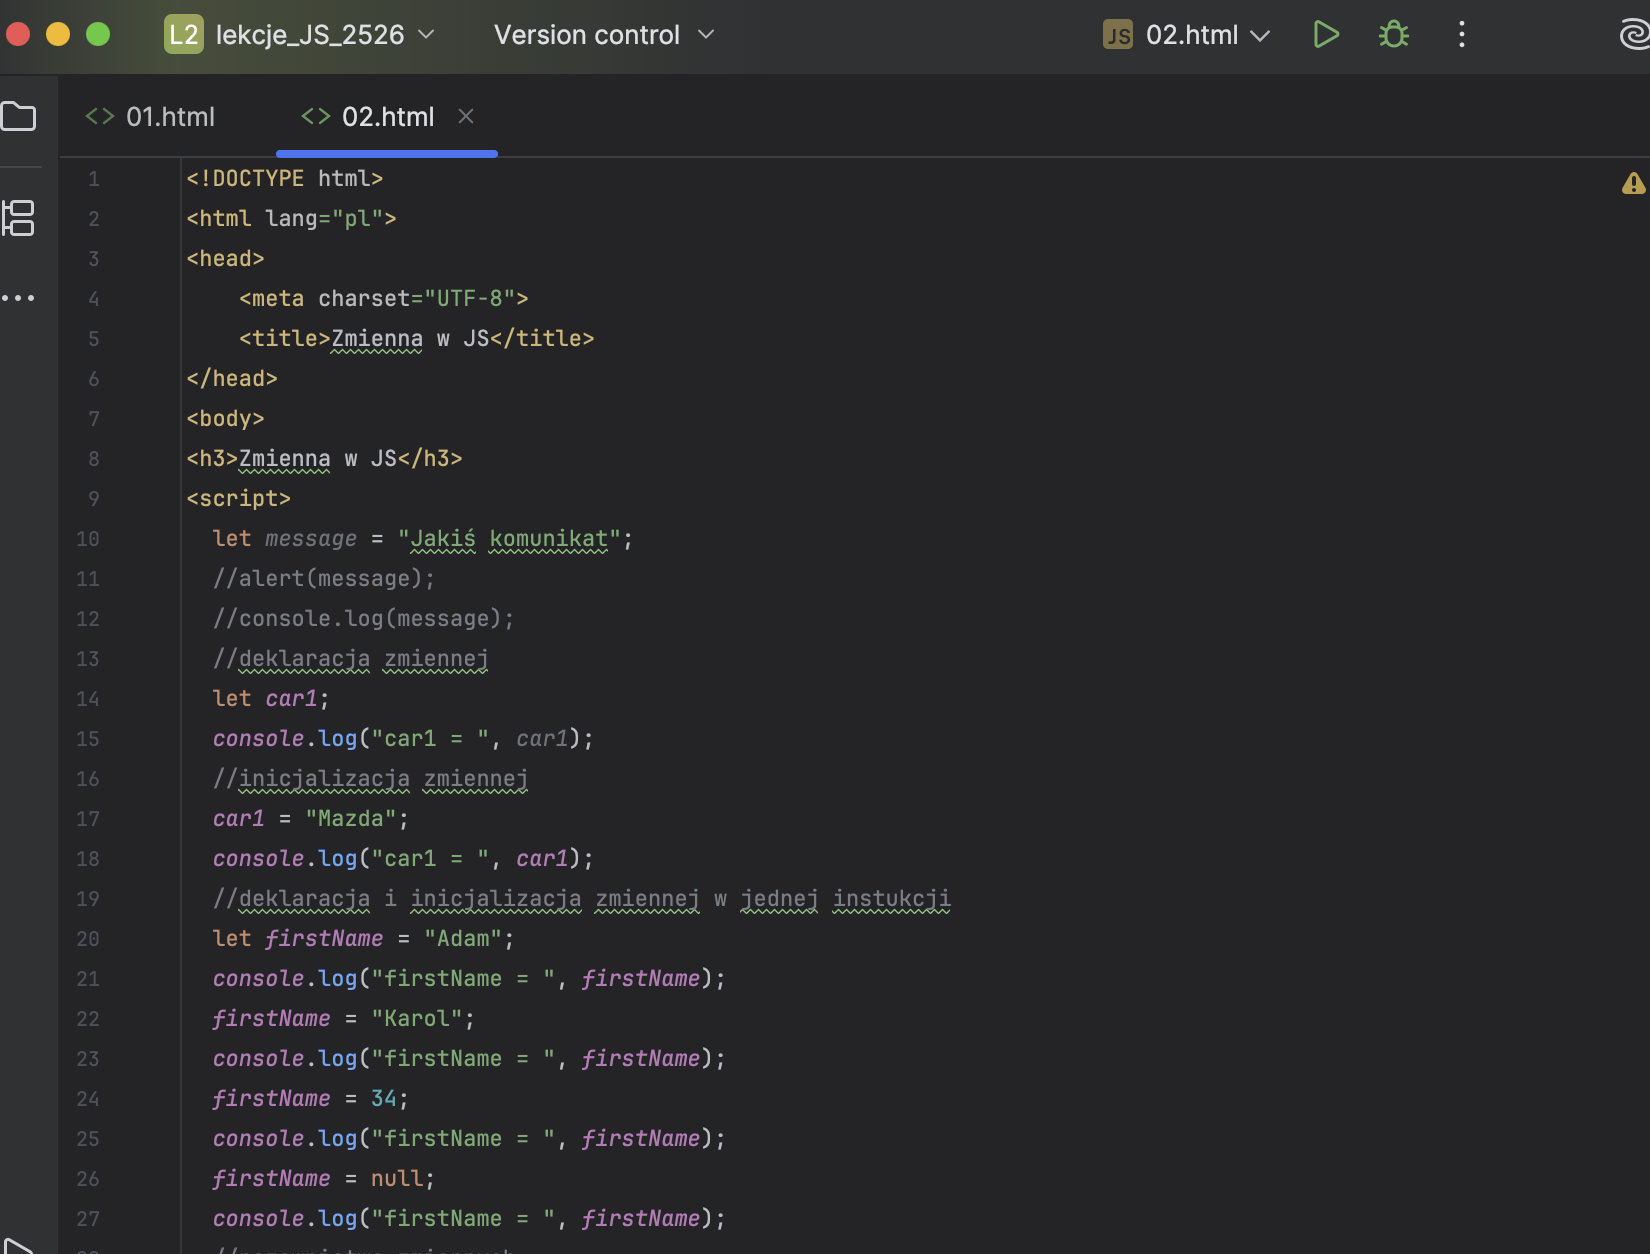 L2 lekcje_JS_2526 Version control JS 02.html
01.html 02.html
1 <!DOCTYPE html>
2 <html lang="pl">
3 <head>
4 <meta charset="UTF-8">
5 <title>Zmienna w JS</title>
6 </head>
7 <body>
8 <h3>Zmienna w JS</h3>
9 <script>
10 let message = "Jakiś komunikat";
11 //alert(message);
12 //console.log(message);
13 //deklaracja zmiennej
14 let car1;
15 console.log("car1 = ", car1);
16 //inicjalizacja zmiennej
17 car1 = "Mazda";
18 console.log("car1 = ", car1);
19 //deklaracja i inicjalizacja zmiennej w jednej instukcji
20 let firstName = "Adam";
21 console.log("firstName = ", firstName);
22 firstName = "Karol";
23 console.log("firstName = ", firstName);
24 firstName = 34;
25 console.log("firstName = ", firstName);
26 firstName = null;
27 console.log("firstName = ", firstName);